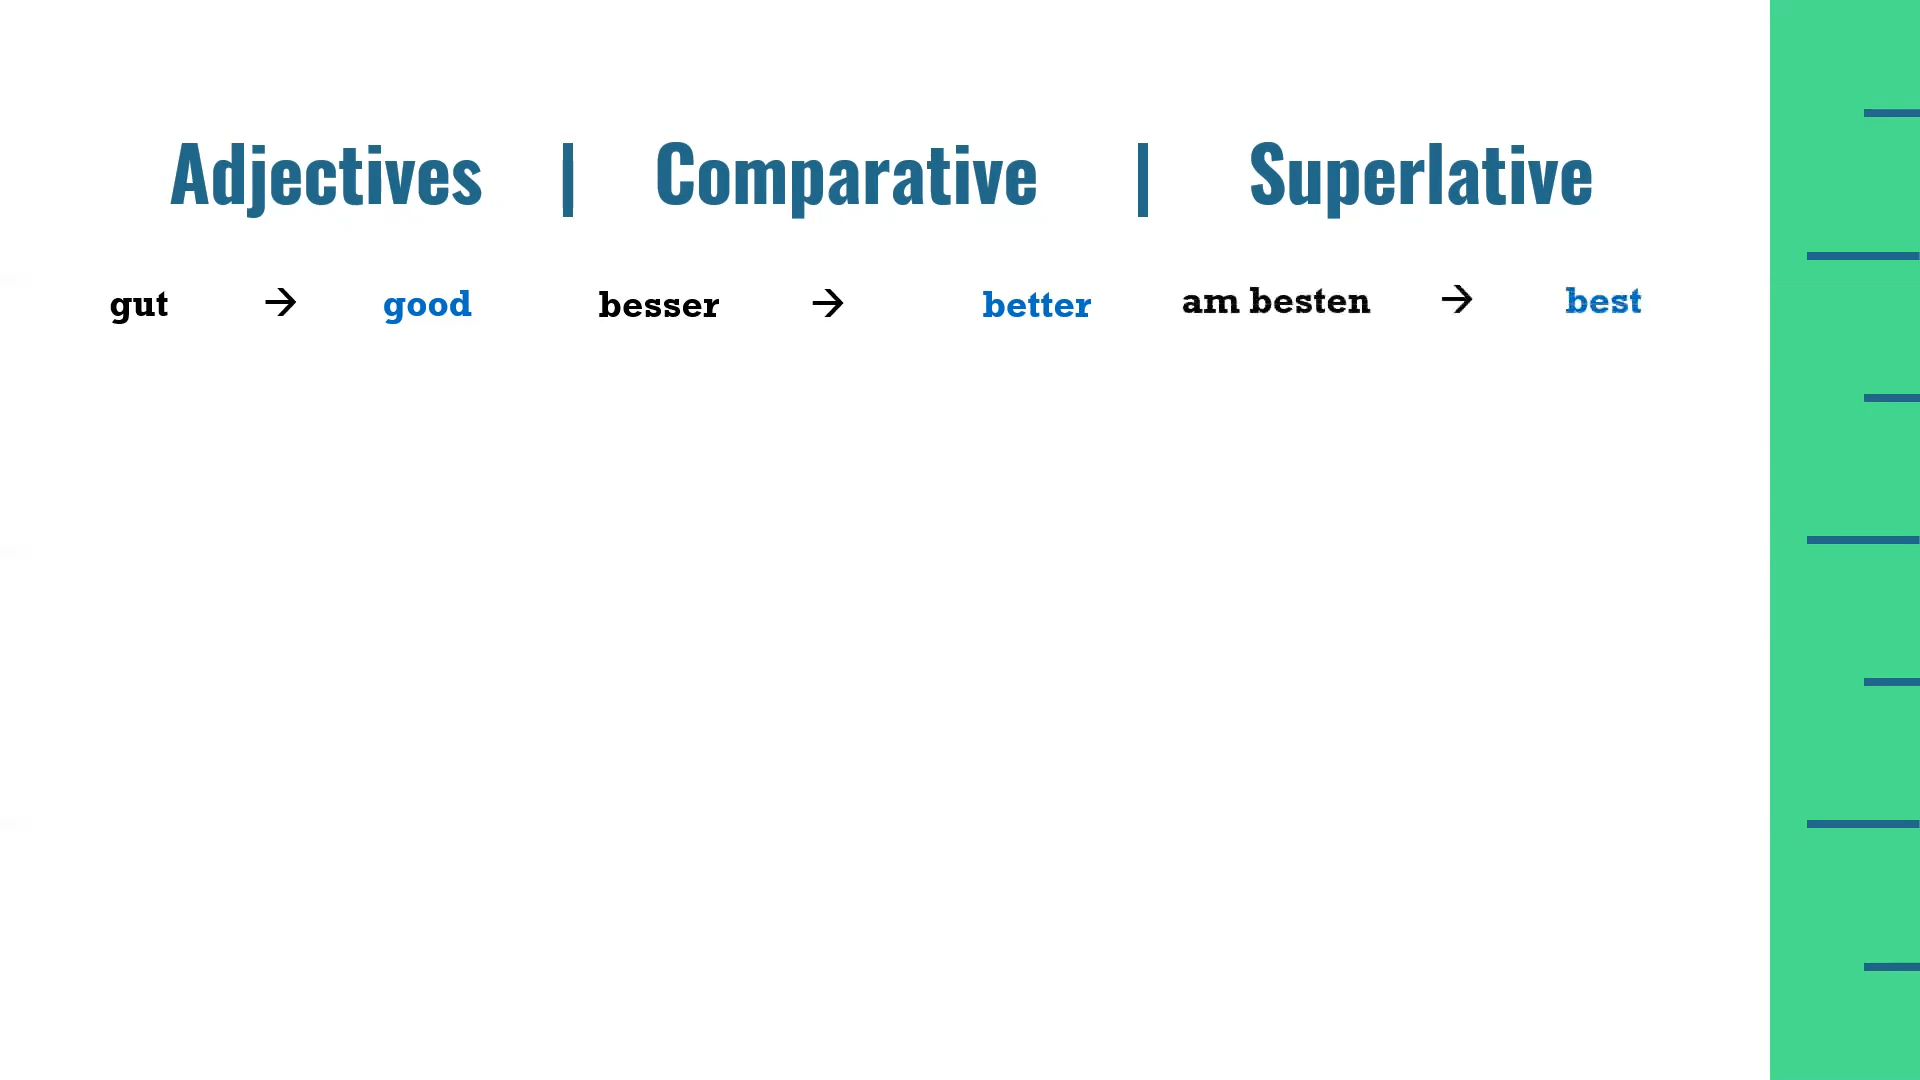 Adjectives | Comparative | Superlative
gut → good besser → better am besten → best